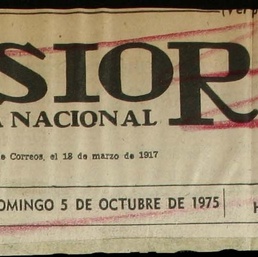 SIOR
A NACIONAL
e Correos, el 18 de marzo de 1917
OMINGO 5 DE OCTUBRE DE 1975